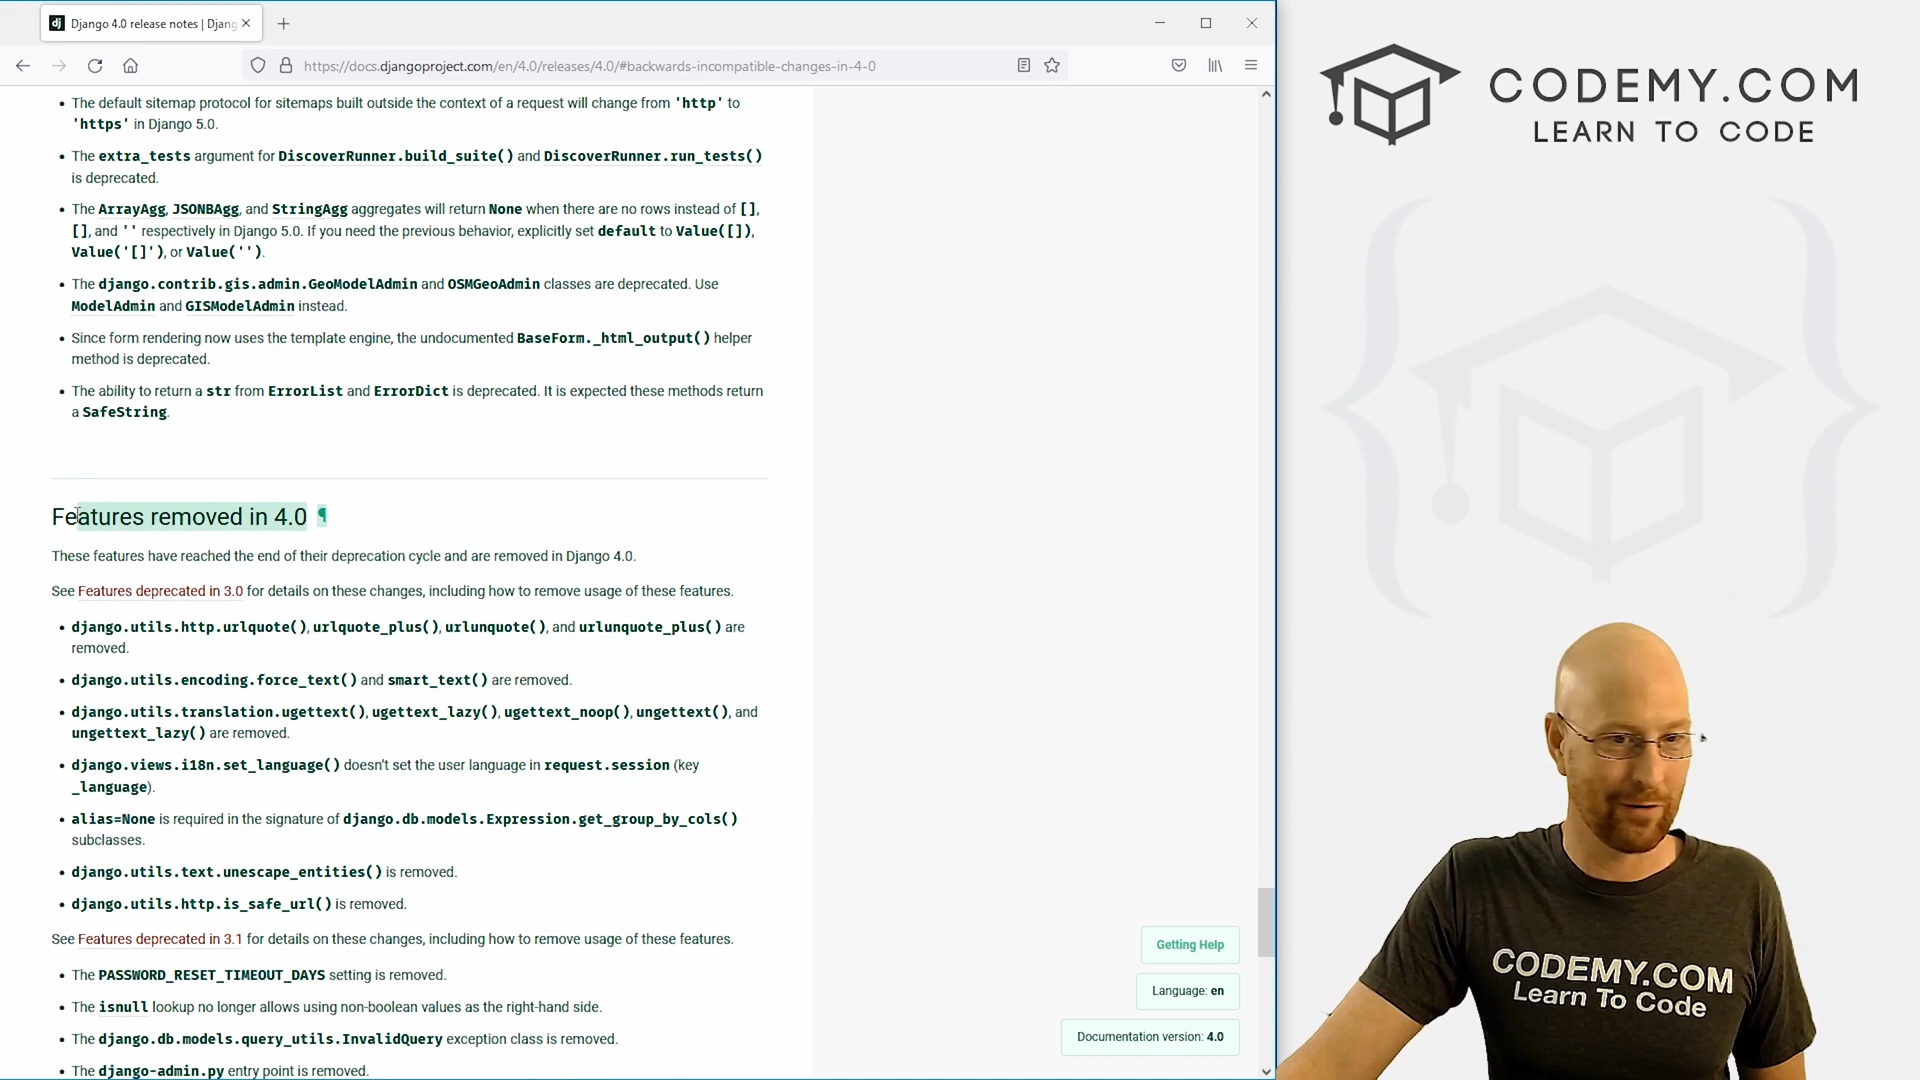 Django 4.0 release notes | Djang
https://docs.djangoproject.com/en/4.0/releases/4.0/#backwards-incompatible-changes-in-4-0
• The default sitemap protocol for sitemaps built outside the context of a request will change from 'http' to
'https' in Django 5.0.
• The extra_tests argument for DiscoverRunner.build_suite() and DiscoverRunner.run_tests()
is deprecated.
• The ArrayAgg, JSONBAgg, and StringAgg aggregates will return None when there are no rows instead of [],
[], and '' respectively in Django 5.0. If you need the previous behavior, explicitly set default to Value([]),
Value('[]'), or Value('').
• The django.contrib.gis.admin.GeoModelAdmin and OSMGeoAdmin classes are deprecated. Use
ModelAdmin and GISModelAdmin instead.
• Since form rendering now uses the template engine, the undocumented BaseForm._html_output() helper
method is deprecated.
• The ability to return a str from ErrorList and ErrorDict is deprecated. It is expected these methods return
a SafeString.
Features removed in 4.0 ¶
These features have reached the end of their deprecation cycle and are removed in Django 4.0.
See Features deprecated in 3.0 for details on these changes, including how to remove usage of these features.
• django.utils.http.urlquote(), urlquote_plus(), urlunquote(), and urlunquote_plus() are
removed.
• django.utils.encoding.force_text() and smart_text() are removed.
• django.utils.translation.ugettext(), ugettext_lazy(), ugettext_noop(), ungettext(), and
ungettext_lazy() are removed.
• django.views.i18n.set_language() doesn't set the user language in request.session (key
_language).
• alias=None is required in the signature of django.db.models.Expression.get_group_by_cols()
subclasses.
• django.utils.text.unescape_entities() is removed.
• django.utils.http.is_safe_url() is removed.
See Features deprecated in 3.1 for details on these changes, including how to remove usage of these features.
• The PASSWORD_RESET_TIMEOUT_DAYS setting is removed.
• The isnull lookup no longer allows using non-boolean values as the right-hand side.
• The django.db.models.query_utils.InvalidQuery exception class is removed.
• The django-admin.py entry point is removed.
Getting Help
Language: en
Documentation version: 4.0
CODEMY.COM
LEARN TO CODE
CODEMY.COM
Learn To Code